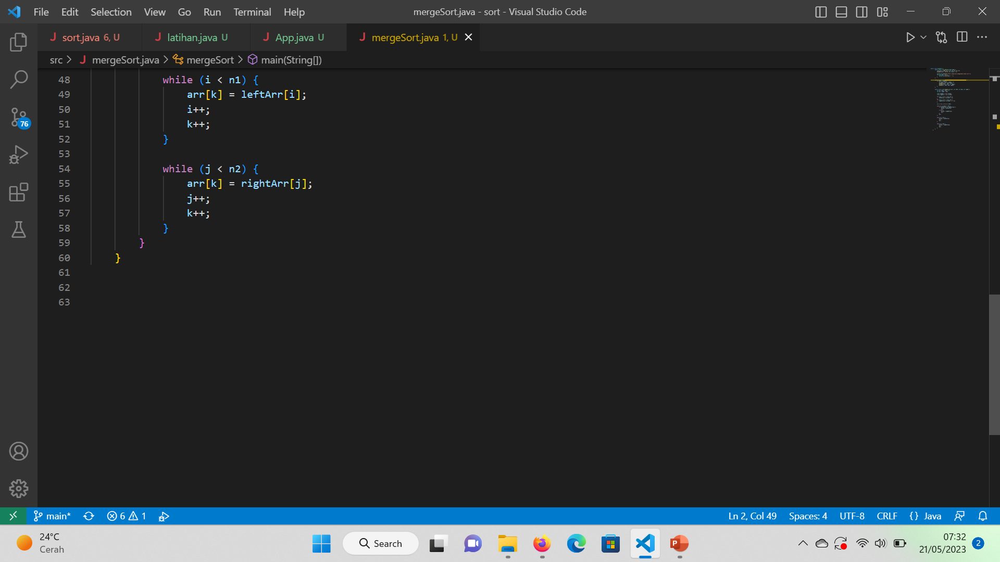 File Edit Selection View Go Run Terminal Help mergeSort.java - sort - Visual Studio Code
J sort.java 6, U J latihan.java U J App.java U J mergeSort.java 1, U
src > J mergeSort.java > mergeSort > main(String[])
48 while (i < n1) {
49 arr[k] = leftArr[i];
50 i++;
51 k++;
52 }
53
54 while (j < n2) {
55 arr[k] = rightArr[j];
56 j++;
57 k++;
58 }
59 }
60 }
61
62
63
76
main* 6 1 Ln 2, Col 49 Spaces: 4 UTF-8 CRLF {} Java
24°C
Cerah
Search
P
07:32
21/05/2023
2